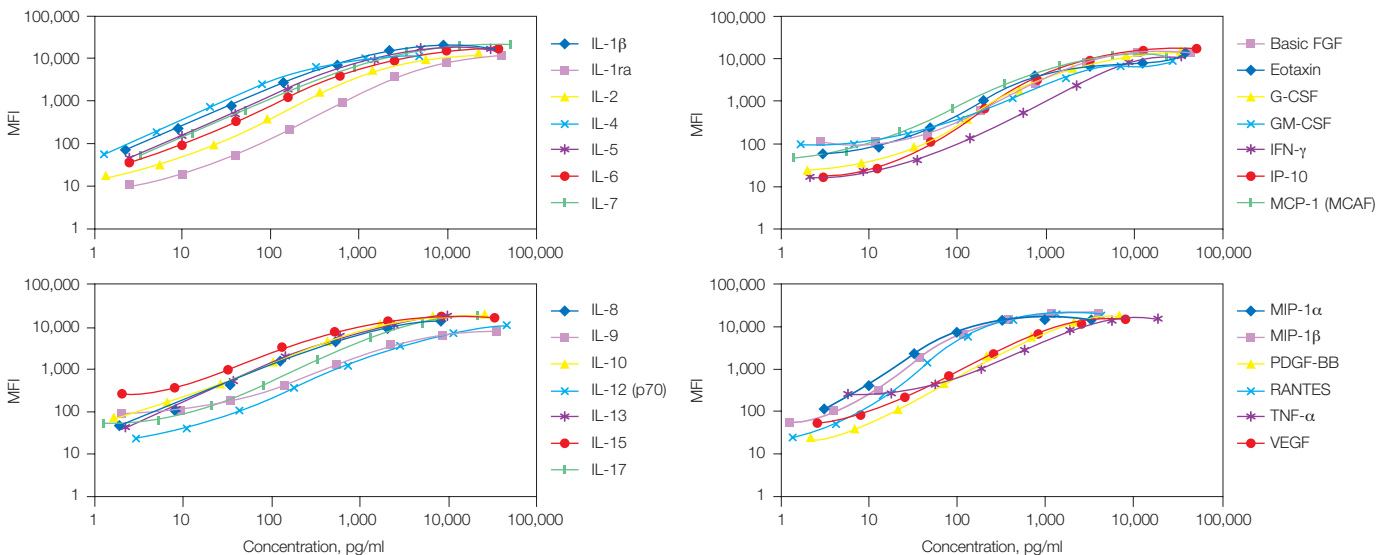 100,000
10,000
1,000
100
10
1
MFI
1 10 100 1,000 10,000 100,000
IL-1β
IL-1ra
IL-2
IL-4
IL-5
IL-6
IL-7
100,000
10,000
1,000
100
10
1
MFI
1 10 100 1,000 10,000 100,000
Basic FGF
Eotaxin
G-CSF
GM-CSF
IFN-γ
IP-10
MCP-1 (MCAF)
100,000
10,000
1,000
100
10
1
MFI
1 10 100 1,000 10,000 100,000
Concentration, pg/ml
IL-8
IL-9
IL-10
IL-12 (p70)
IL-13
IL-15
IL-17
100,000
10,000
1,000
100
10
1
MFI
1 10 100 1,000 10,000 100,000
Concentration, pg/ml
MIP-1α
MIP-1β
PDGF-BB
RANTES
TNF-α
VEGF